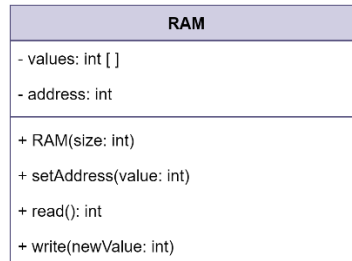 RAM
- values: int [ ]
- address: int
+ RAM(size: int)
+ setAddress(value: int)
+ read(): int
+ write(newValue: int)